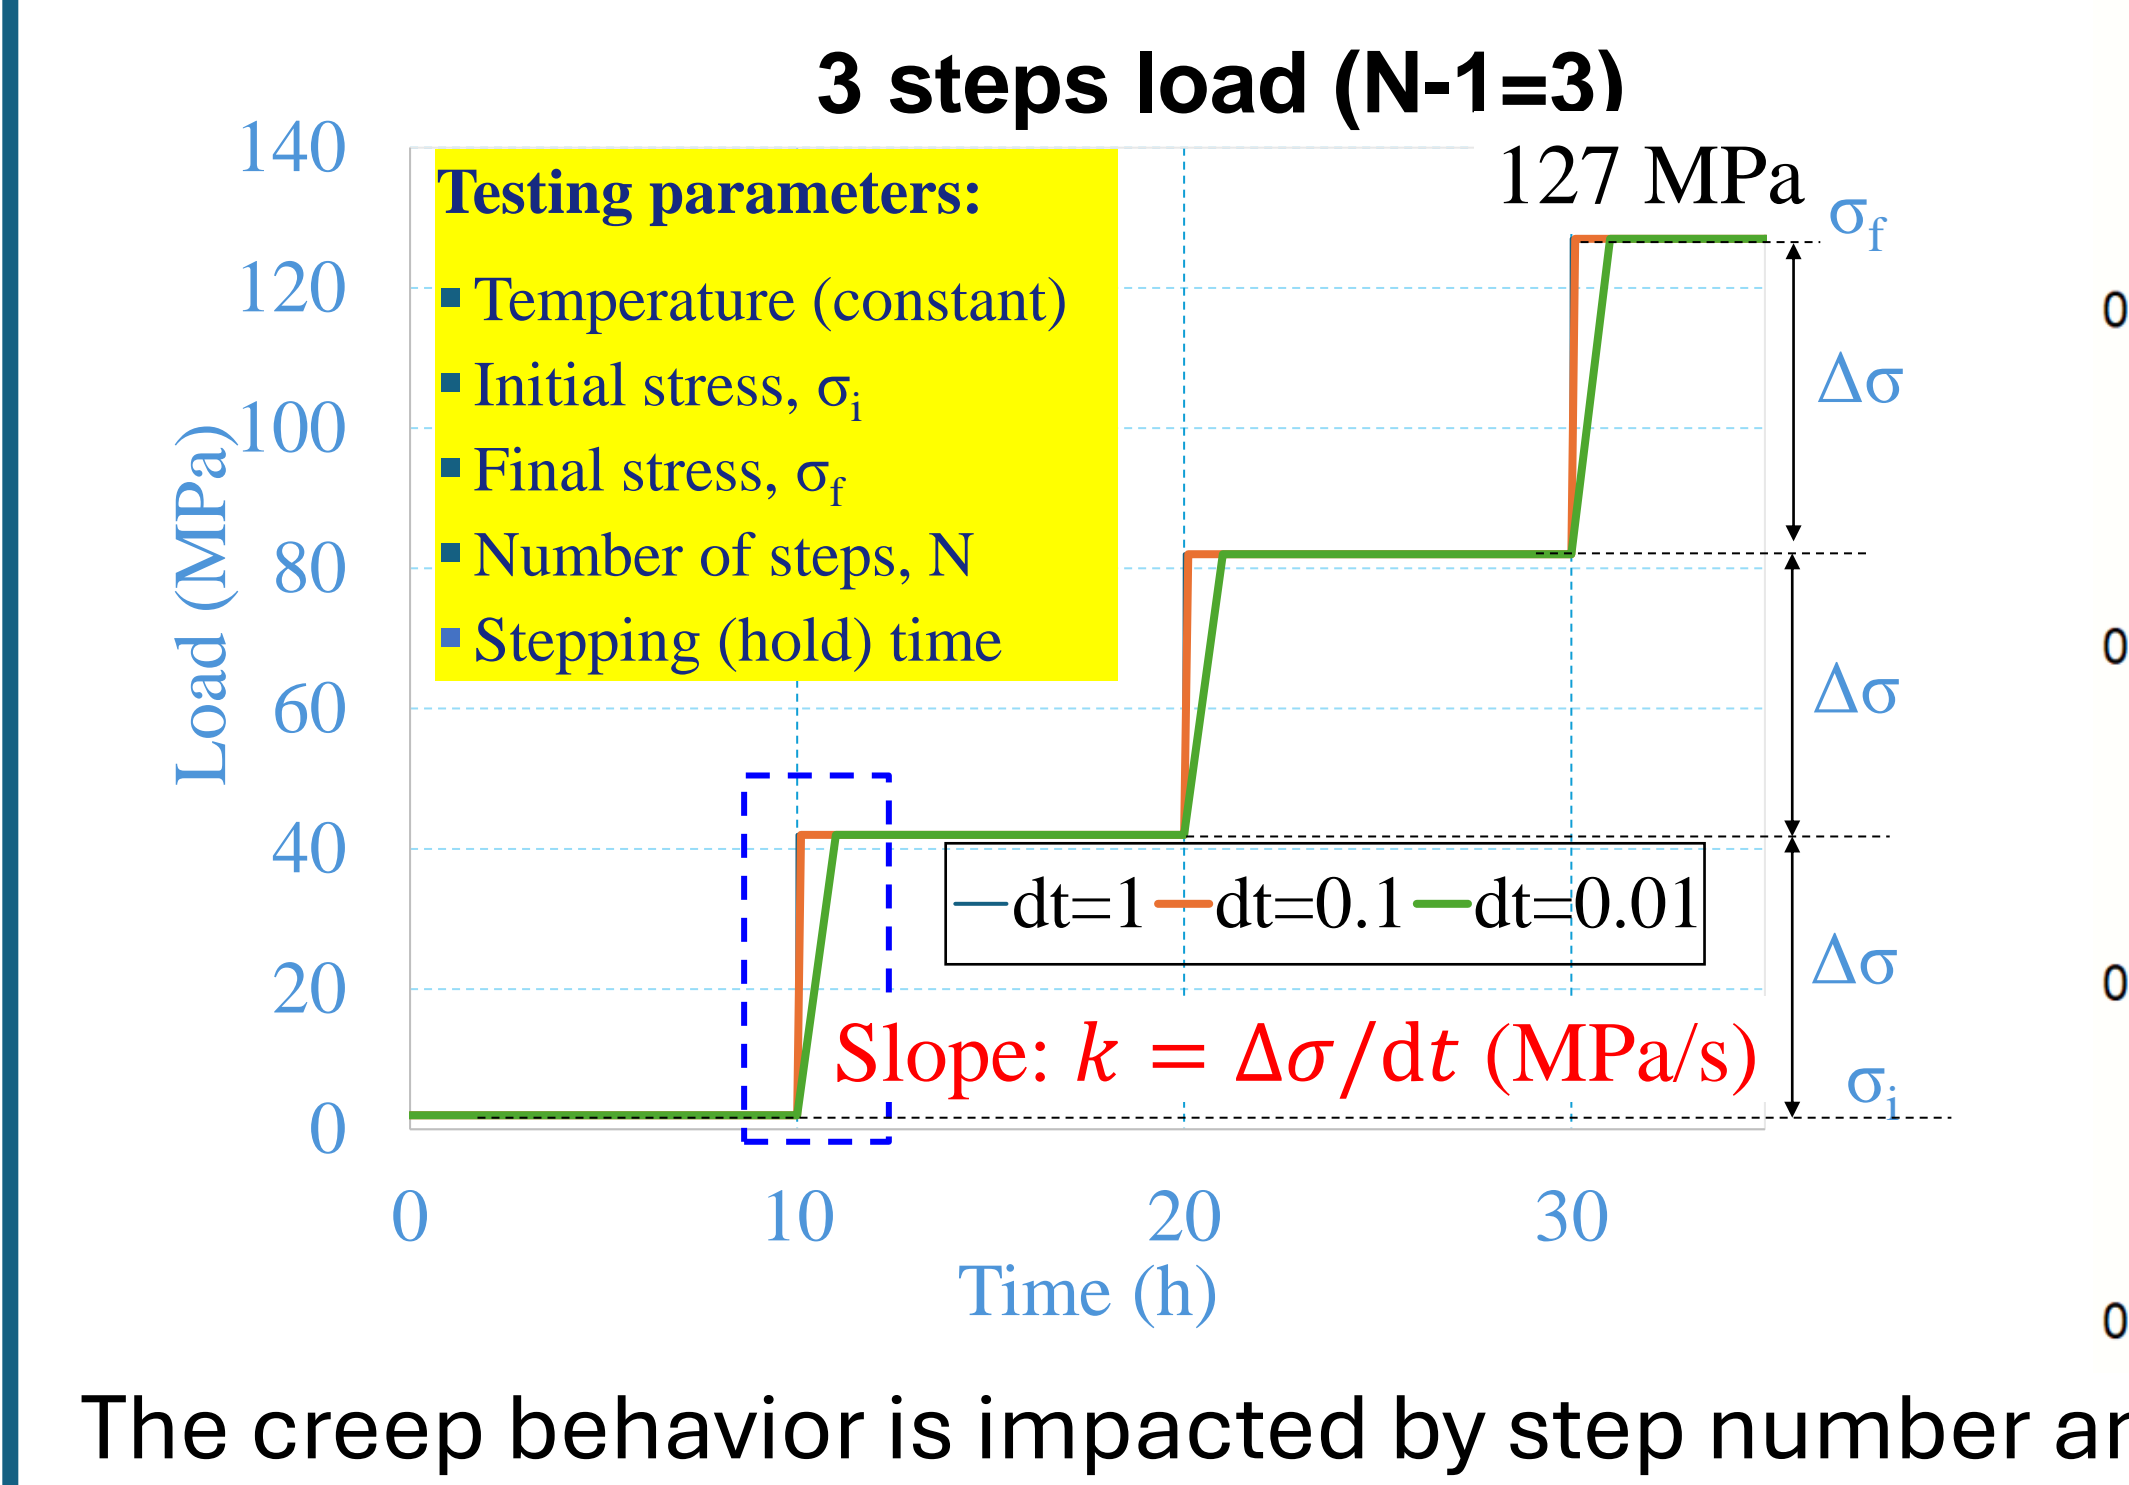 3 steps load (N-1=3)
140
120
100
80
60
40
20
0
Load (MPa)
Testing parameters:
▪ Temperature (constant)
▪ Initial stress, σi
▪ Final stress, σf
▪ Number of steps, N
▪ Stepping (hold) time
127 MPa
σf
Δσ
Δσ
Δσ
σi
dt=1 dt=0.1 dt=0.01
Slope: k = Δσ/dt (MPa/s)
0 10 20 30
Time (h)
0
0
0
0
The creep behavior is impacted by step number